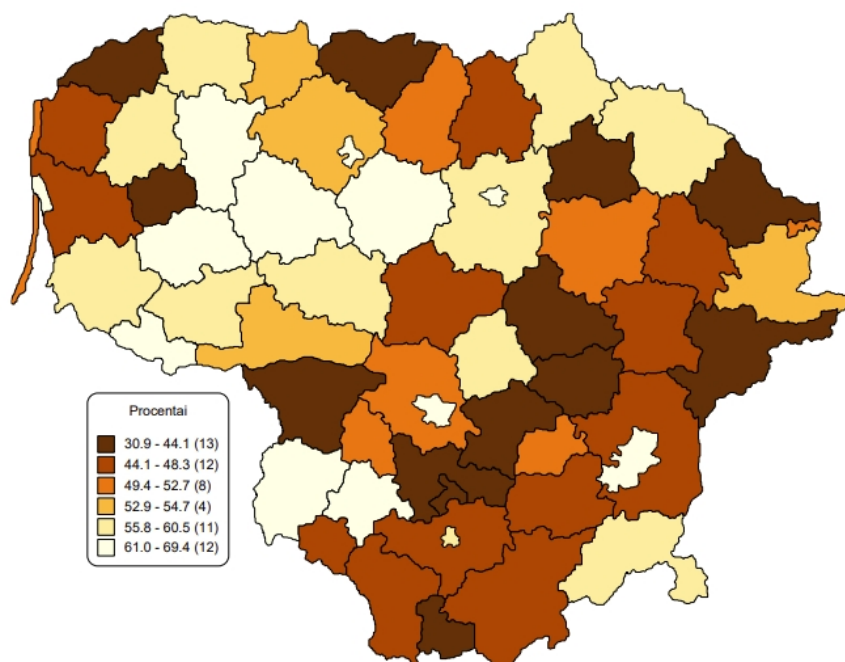 Procentai
30.9 - 44.1 (13)
44.1 - 48.3 (12)
49.4 - 52.7 (8)
52.9 - 54.7 (4)
55.8 - 60.5 (11)
61.0 - 69.4 (12)